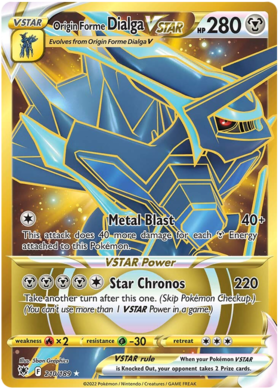 VSTAR Origin Forme Dialga VSTAR HP 280
Evolves from Origin Forme Dialga V
Metal Blast 40
This attack does 40 more damage for each Energy
attached to this Pokémon.
VSTAR Power
Star Chronos 220
Take another turn after this one. (Skip Pokémon Checkup.)
(You can't use more than 1 VSTAR Power in a game.)
weakness ×2 resistance -30 retreat
VSTAR rule When your Pokémon VSTAR
is Knocked Out, your opponent takes 2 Prize cards.
F 210/189
©2022 Pokémon / Nintendo / Creatures / GAME FREAK